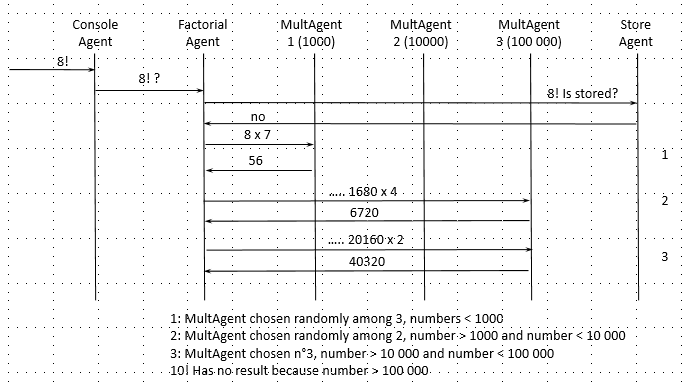 Console Agent
Factorial Agent
MultAgent 1 (1000)
MultAgent 2 (10000)
MultAgent 3 (100 000)
Store Agent
8!
8! ?
8! Is stored?
no
8 x 7
1
56
..... 1680 x 4
2
6720
..... 20160 x 2
3
40320
1: MultAgent chosen randomly among 3, numbers < 1000
2: MultAgent chosen randomly among 2, number > 1000 and number < 10 000
3: MultAgent chosen n°3, number > 10 000 and number < 100 000
10! Has no result because number > 100 000